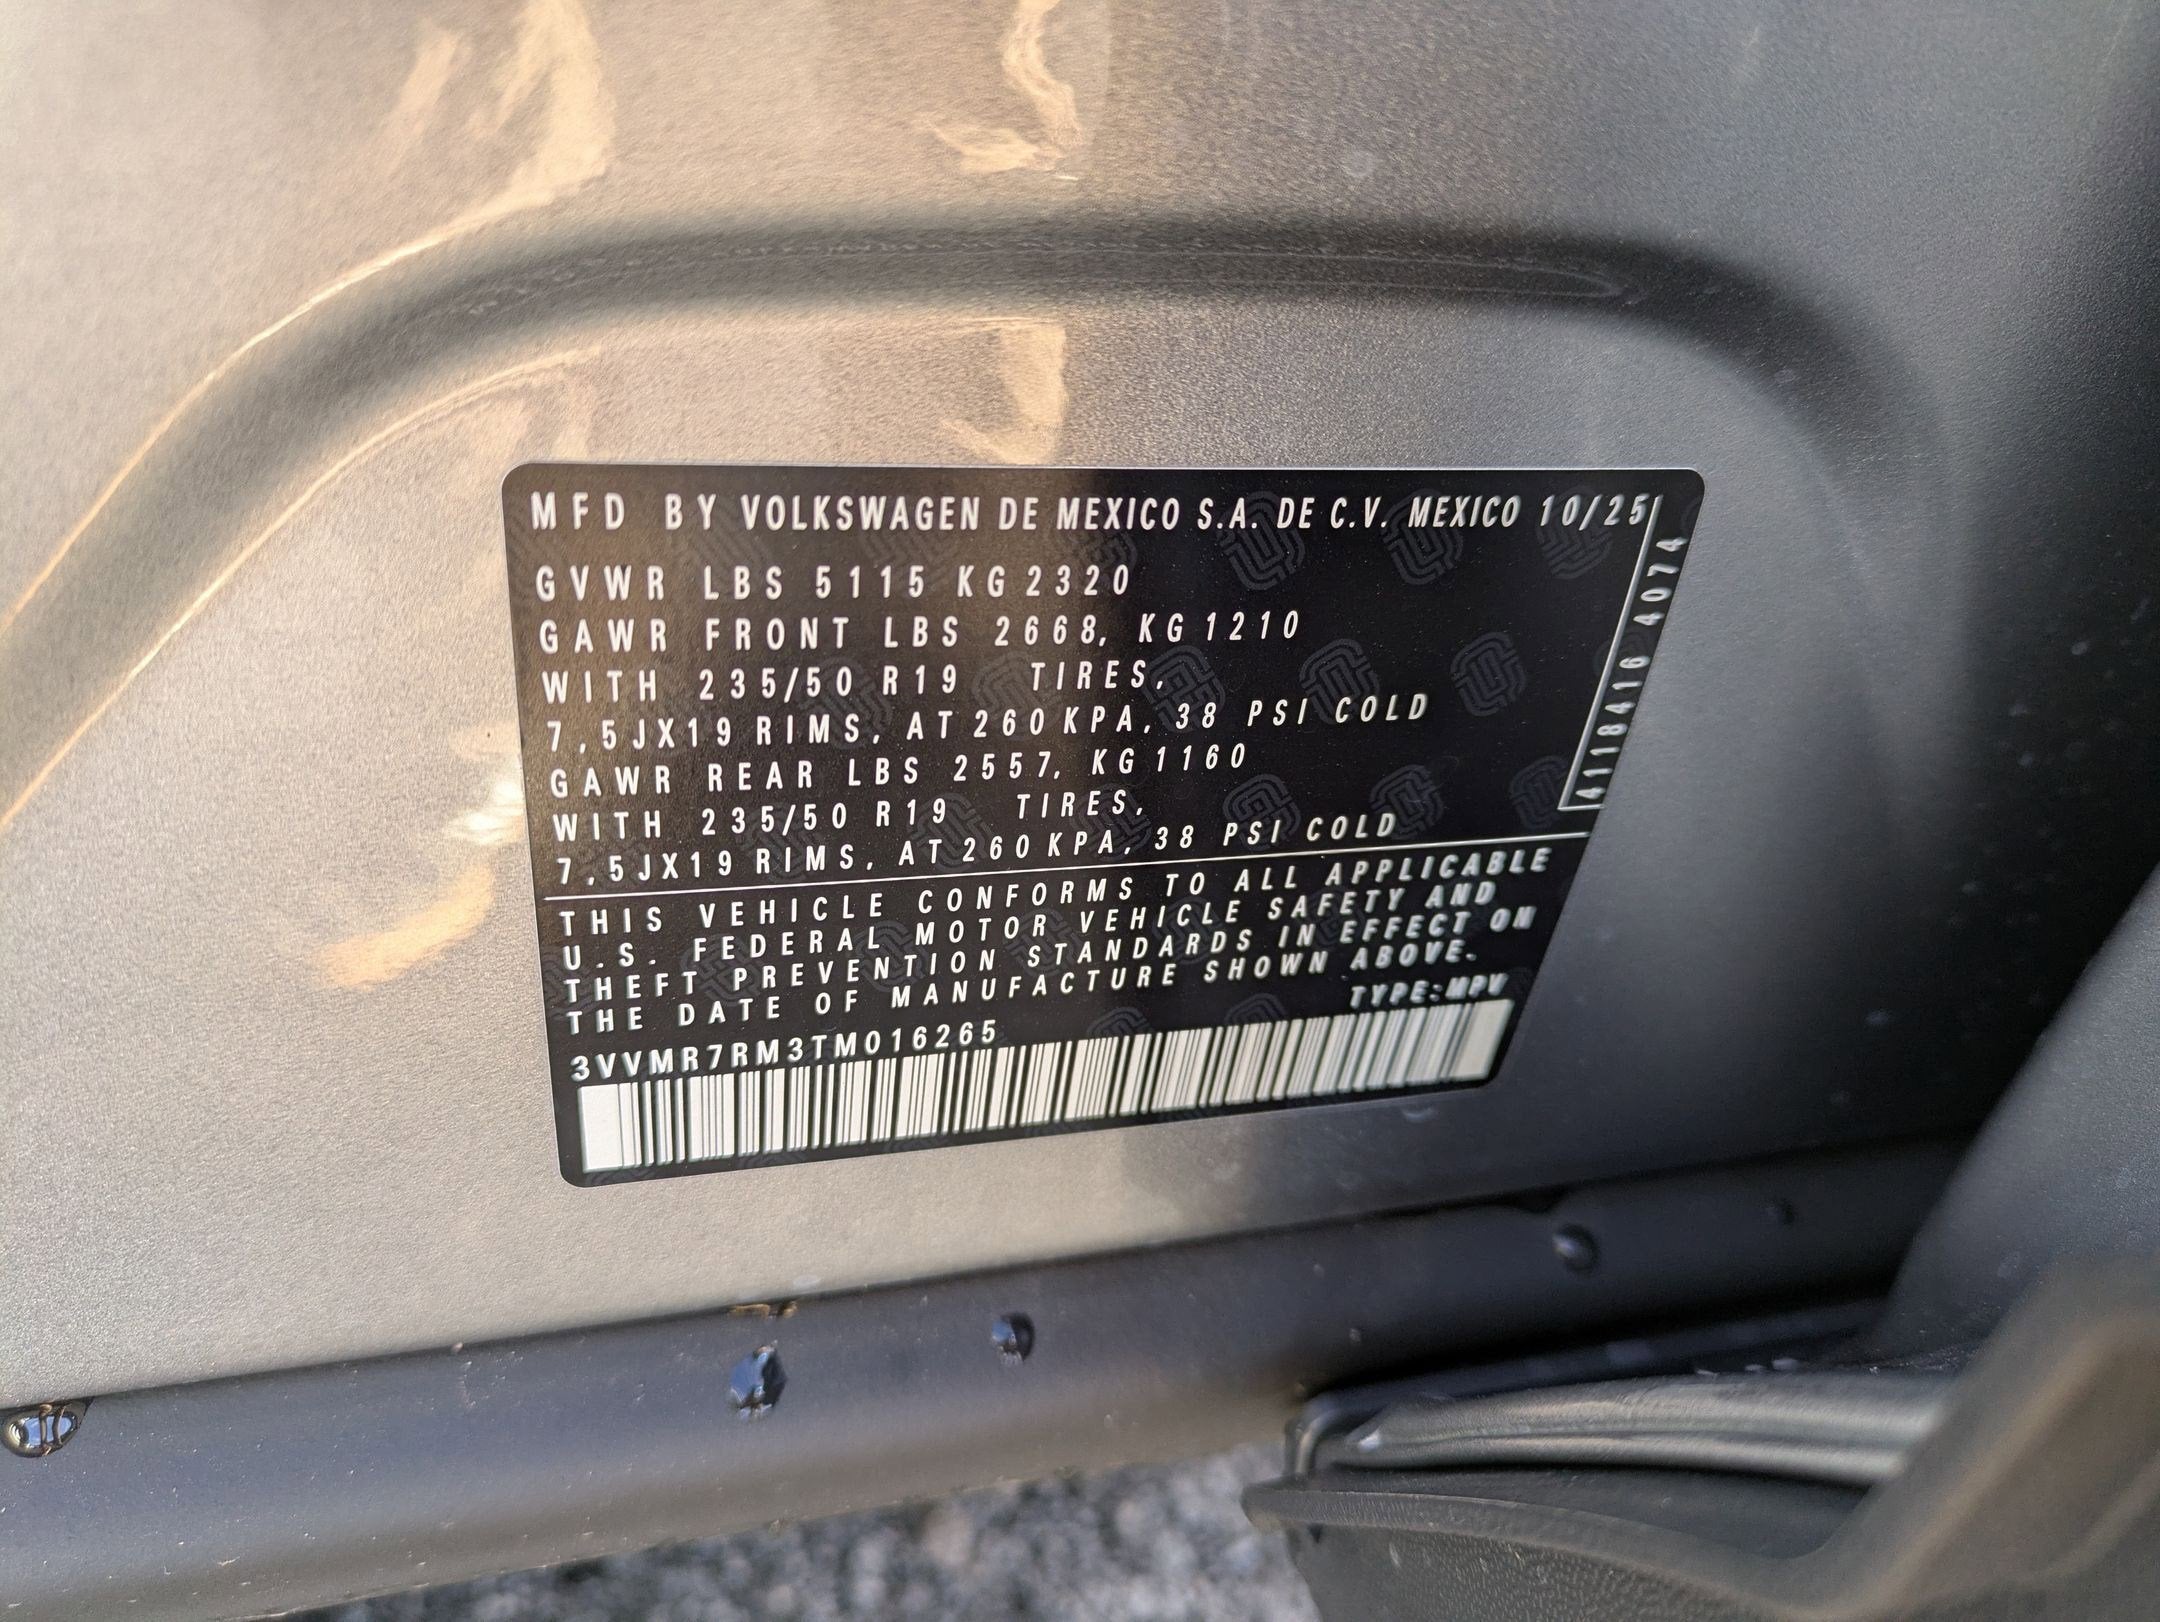 MFD BY VOLKSWAGEN DE MEXICO S.A. DE C.V. MEXICO 10/25
GVWR LBS 5115 KG 2320
GAWR FRONT LBS 2668, KG 1210
WITH 235/50 R19 TIRES,
7,5JX19 RIMS, AT 260 KPA, 38 PSI COLD
GAWR REAR LBS 2557, KG 1160
WITH 235/50 R19 TIRES,
7,5JX19 RIMS, AT 260 KPA, 38 PSI COLD
4118416 4074
THIS VEHICLE CONFORMS TO ALL APPLICABLE
U.S. FEDERAL MOTOR VEHICLE SAFETY AND
THEFT PREVENTION STANDARDS IN EFFECT ON
THE DATE OF MANUFACTURE SHOWN ABOVE.
TYPE:MPV
3VVMR7RM3TM016265